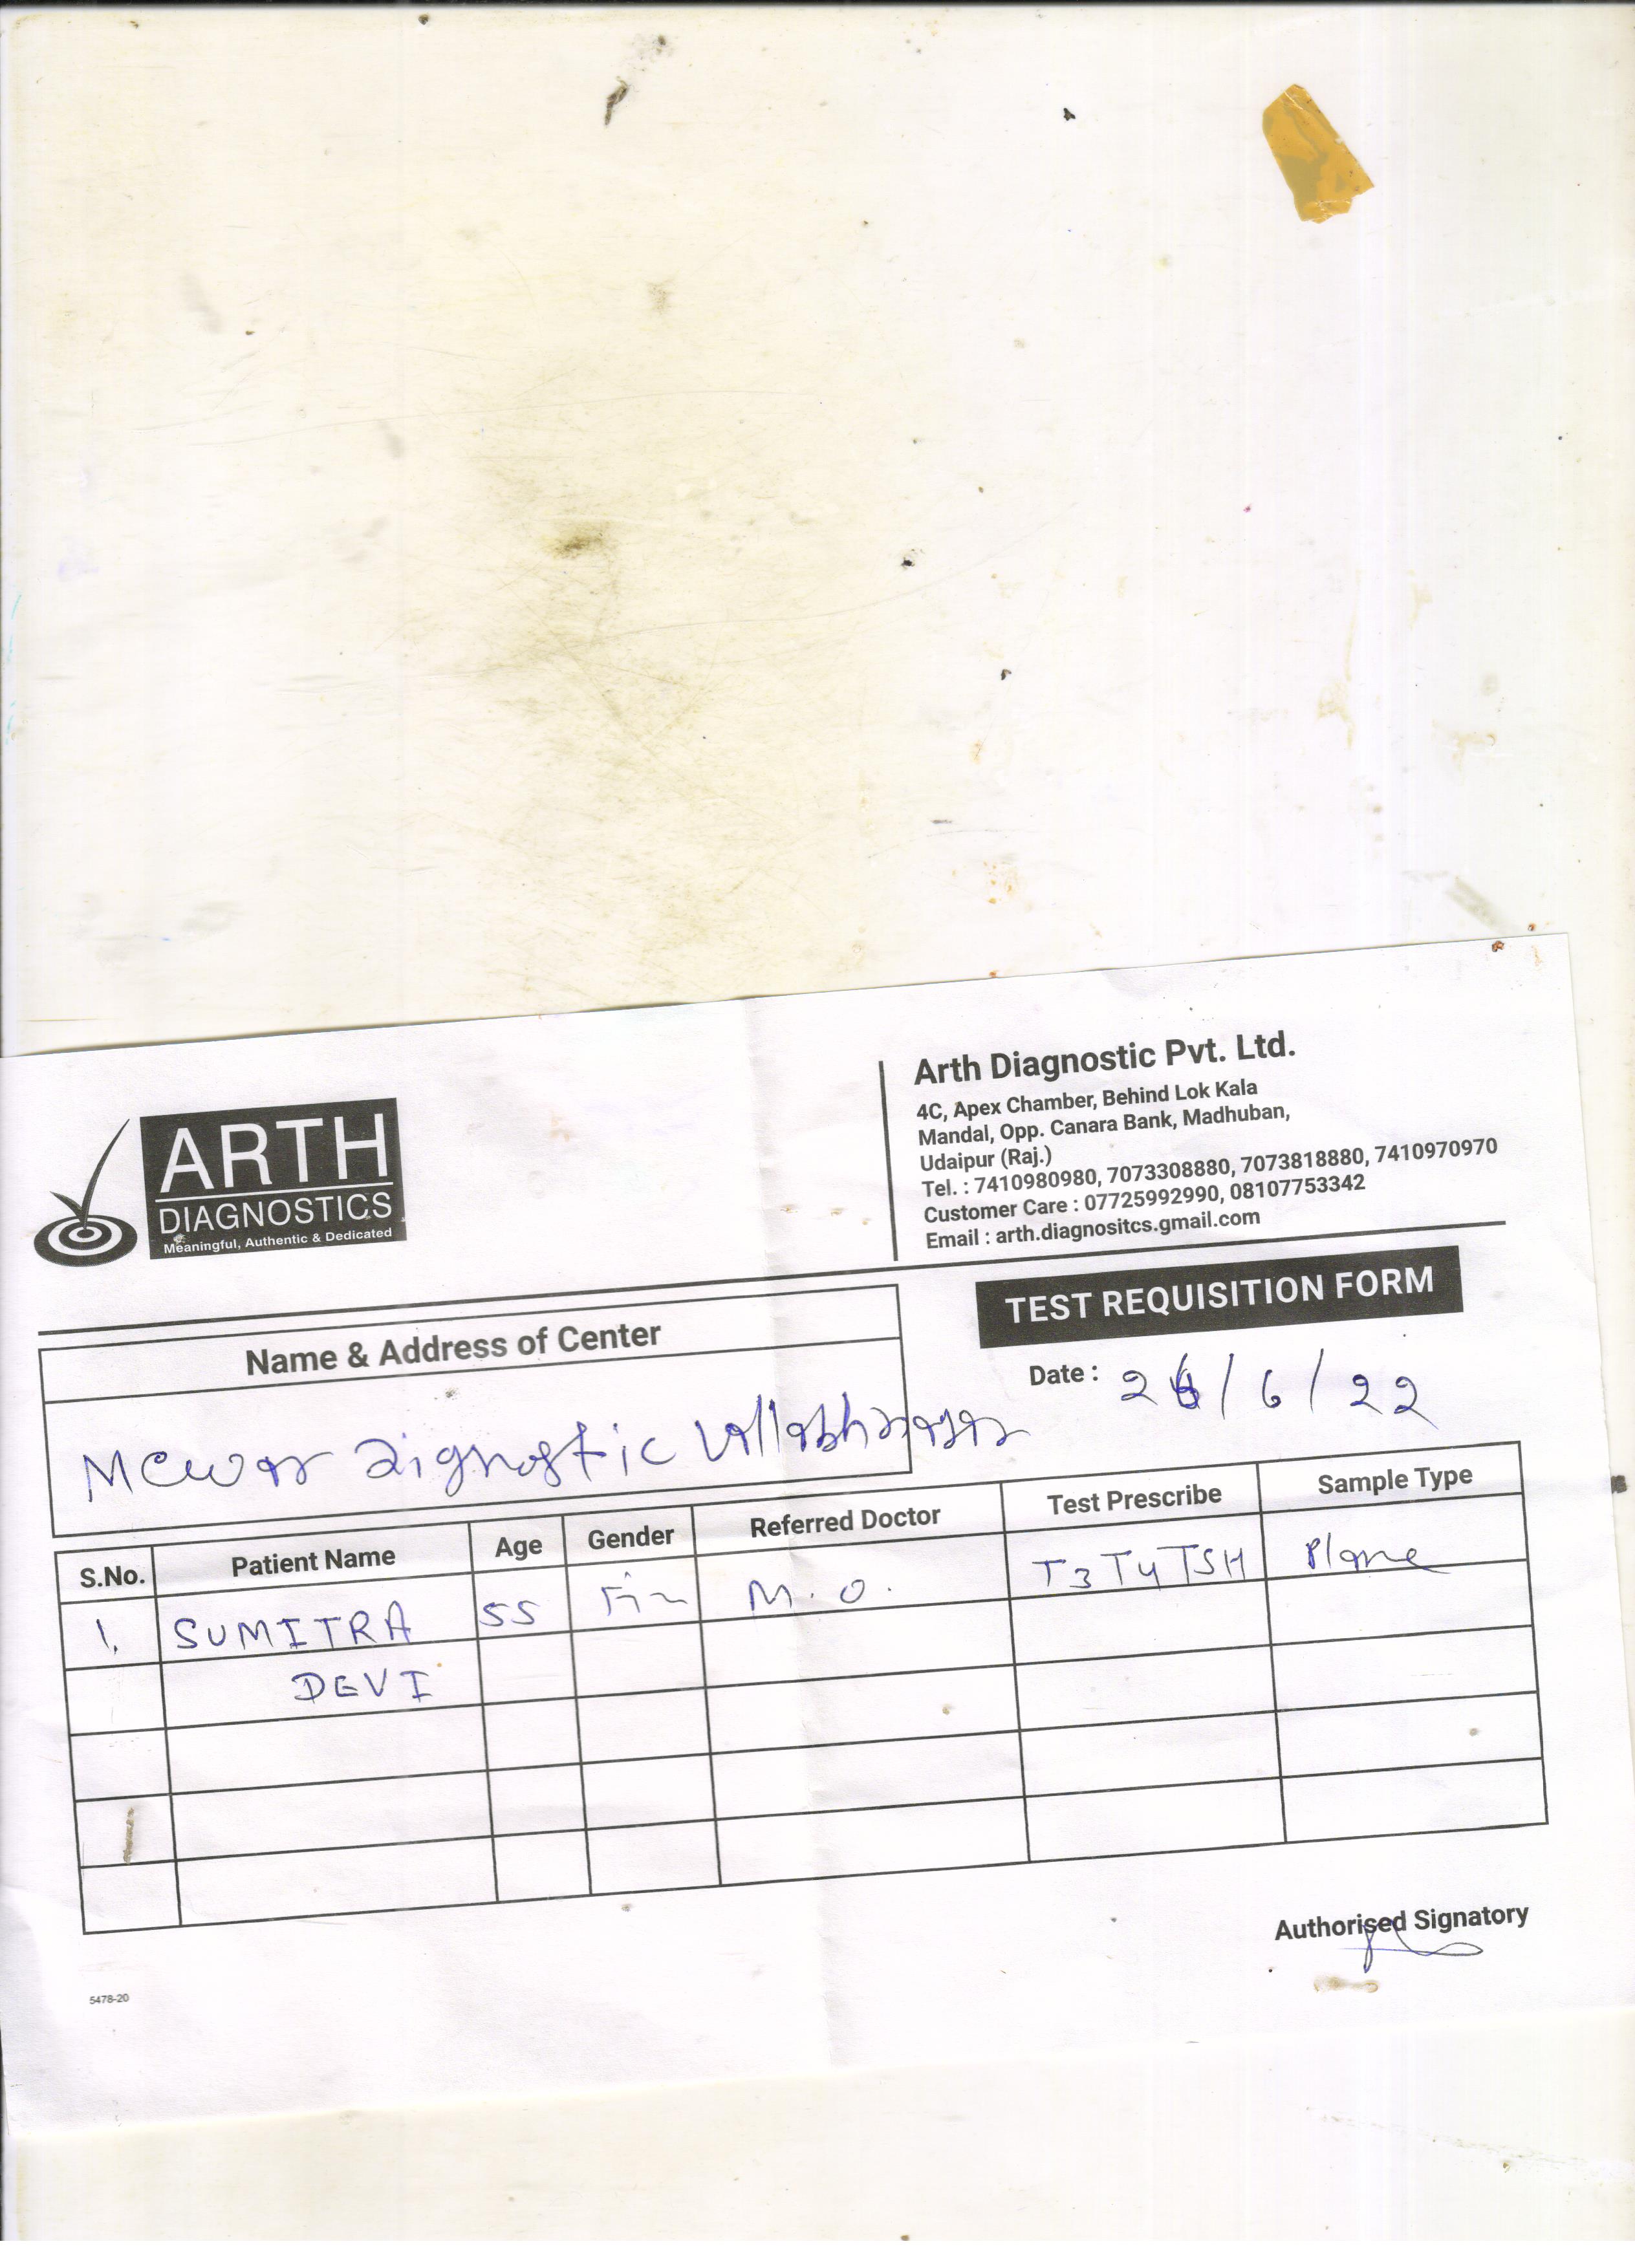 ARTH
DIAGNOSTICS
Meaningful, Authentic & Dedicated
Arth Diagnostic Pvt. Ltd.
4C, Apex Chamber, Behind Lok Kala
Mandal, Opp. Canara Bank, Madhuban,
Udaipur (Raj.)
Tel. : 7410980980, 7073308880, 7073818880, 7410970970
Customer Care : 07725992990, 08107753342
Email : arth.diagnositcs.gmail.com
TEST REQUISITION FORM
Name & Address of Center
Date : /6/22
Mewar Diagnostic
S.No. Patient Name Age Gender Referred Doctor Test Prescribe Sample Type
1. SUMITRA 55 M.O. T3 T4 TSH Plane
DEVI
Authorised Signatory
5478-20